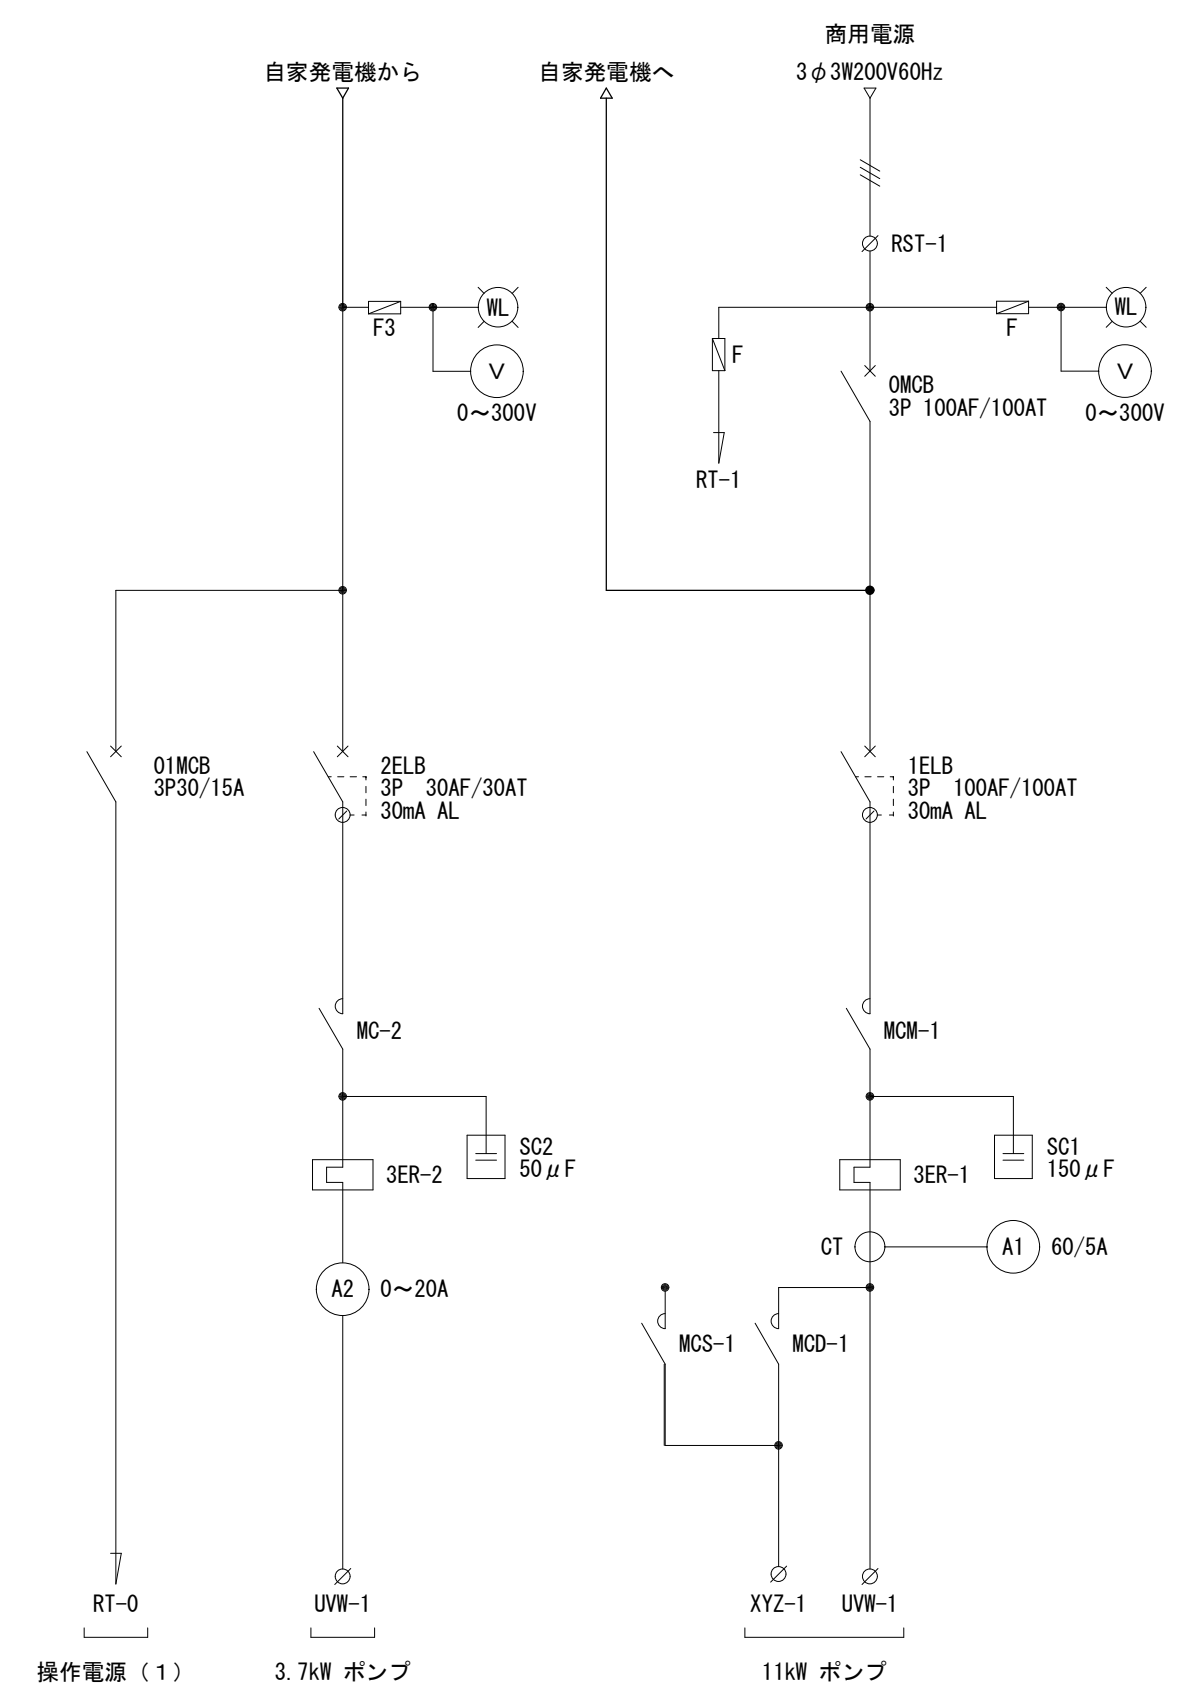 商用電源
自家発電機から
自家発電機へ
3φ3W200V60Hz
RST-1
WL
F3
V
0～300V
F
RT-1
OMCB
3P 100AF/100AT
F
WL
V
0～300V
01MCB
3P30/15A
2ELB
3P 30AF/30AT
30mA AL
1ELB
3P 100AF/100AT
30mA AL
MC-2
MCM-1
SC2
50μF
SC1
150μF
3ER-2
3ER-1
CT
A1
60/5A
A2
0～20A
MCS-1
MCD-1
RT-0
UVW-1
XYZ-1
UVW-1
操作電源（1）
3.7kW ポンプ
11kW ポンプ